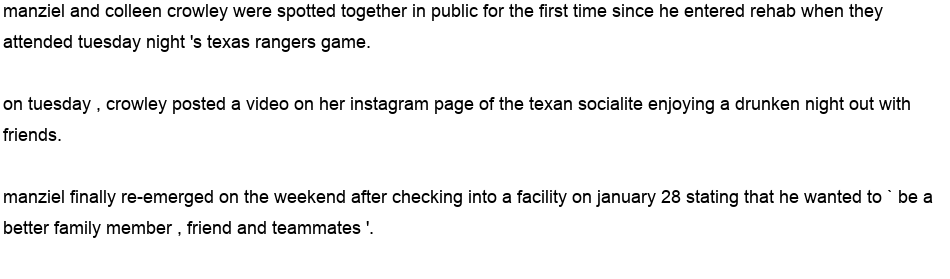 manziel and colleen crowley were spotted together in public for the first time since he entered rehab when they
attended tuesday night 's texas rangers game.
on tuesday , crowley posted a video on her instagram page of the texan socialite enjoying a drunken night out with
friends.
manziel finally re-emerged on the weekend after checking into a facility on january 28 stating that he wanted to ` be a
better family member , friend and teammates '.